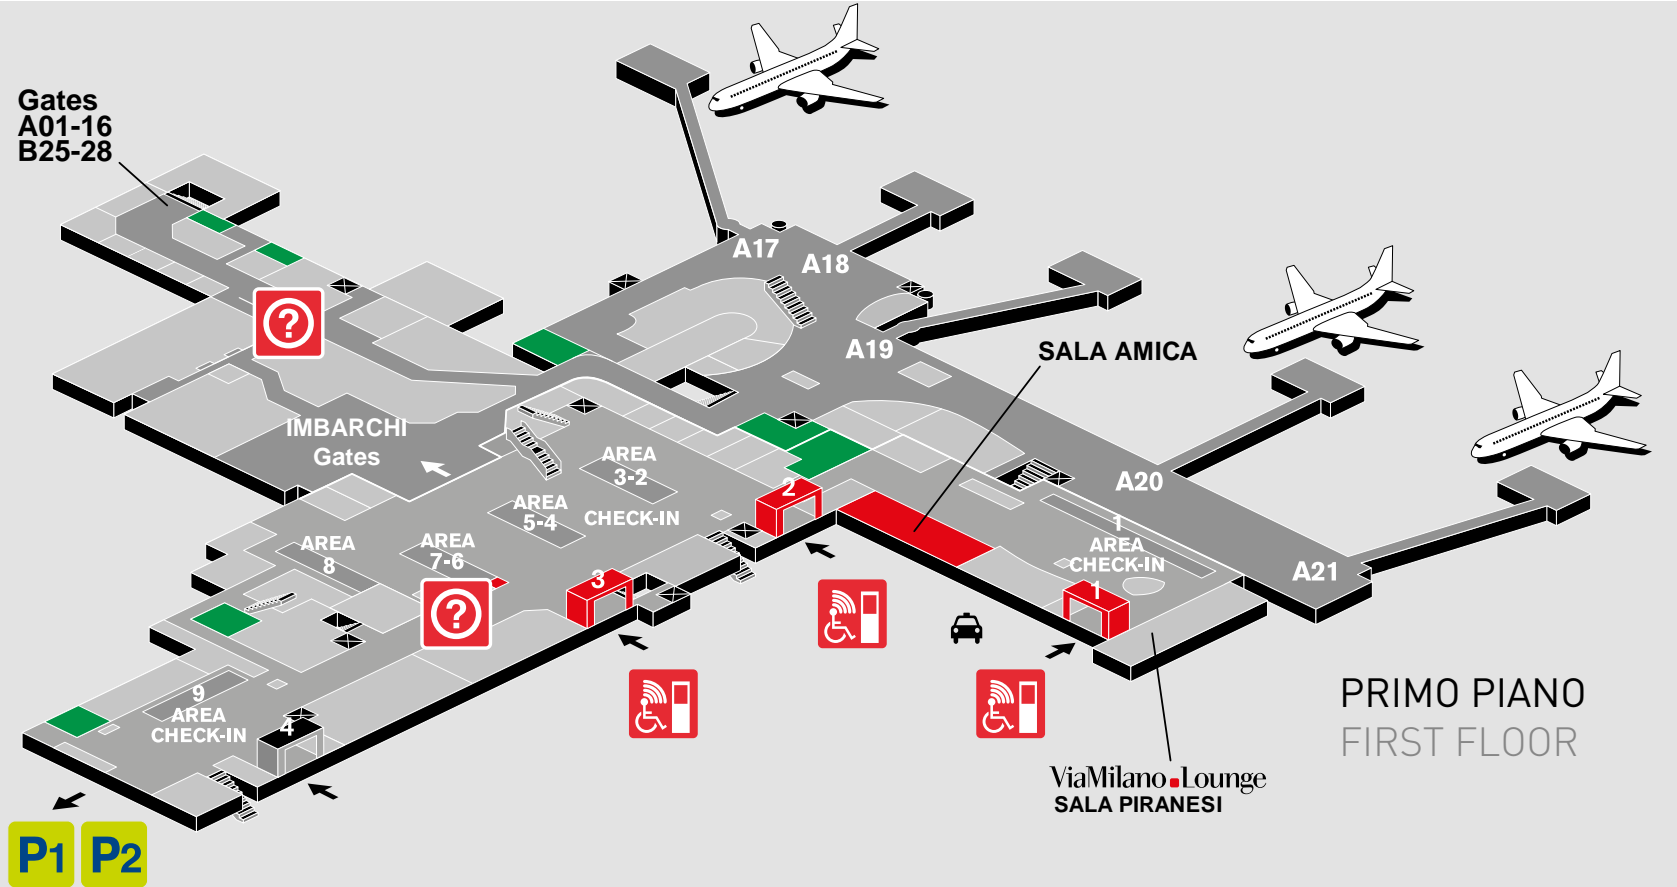 Gates
A01-16
B25-28
A17
A18
A19
SALA AMICA
IMBARCHI
Gates
AREA
3-2
AREA
5-4
CHECK-IN
2
A20
1
AREA
CHECK-IN
AREA
7-6
AREA
8
A21
3
1
?
?
9
AREA
CHECK-IN
4
PRIMO PIANO
FIRST FLOOR
ViaMilano Lounge
SALA PIRANESI
P1 P2